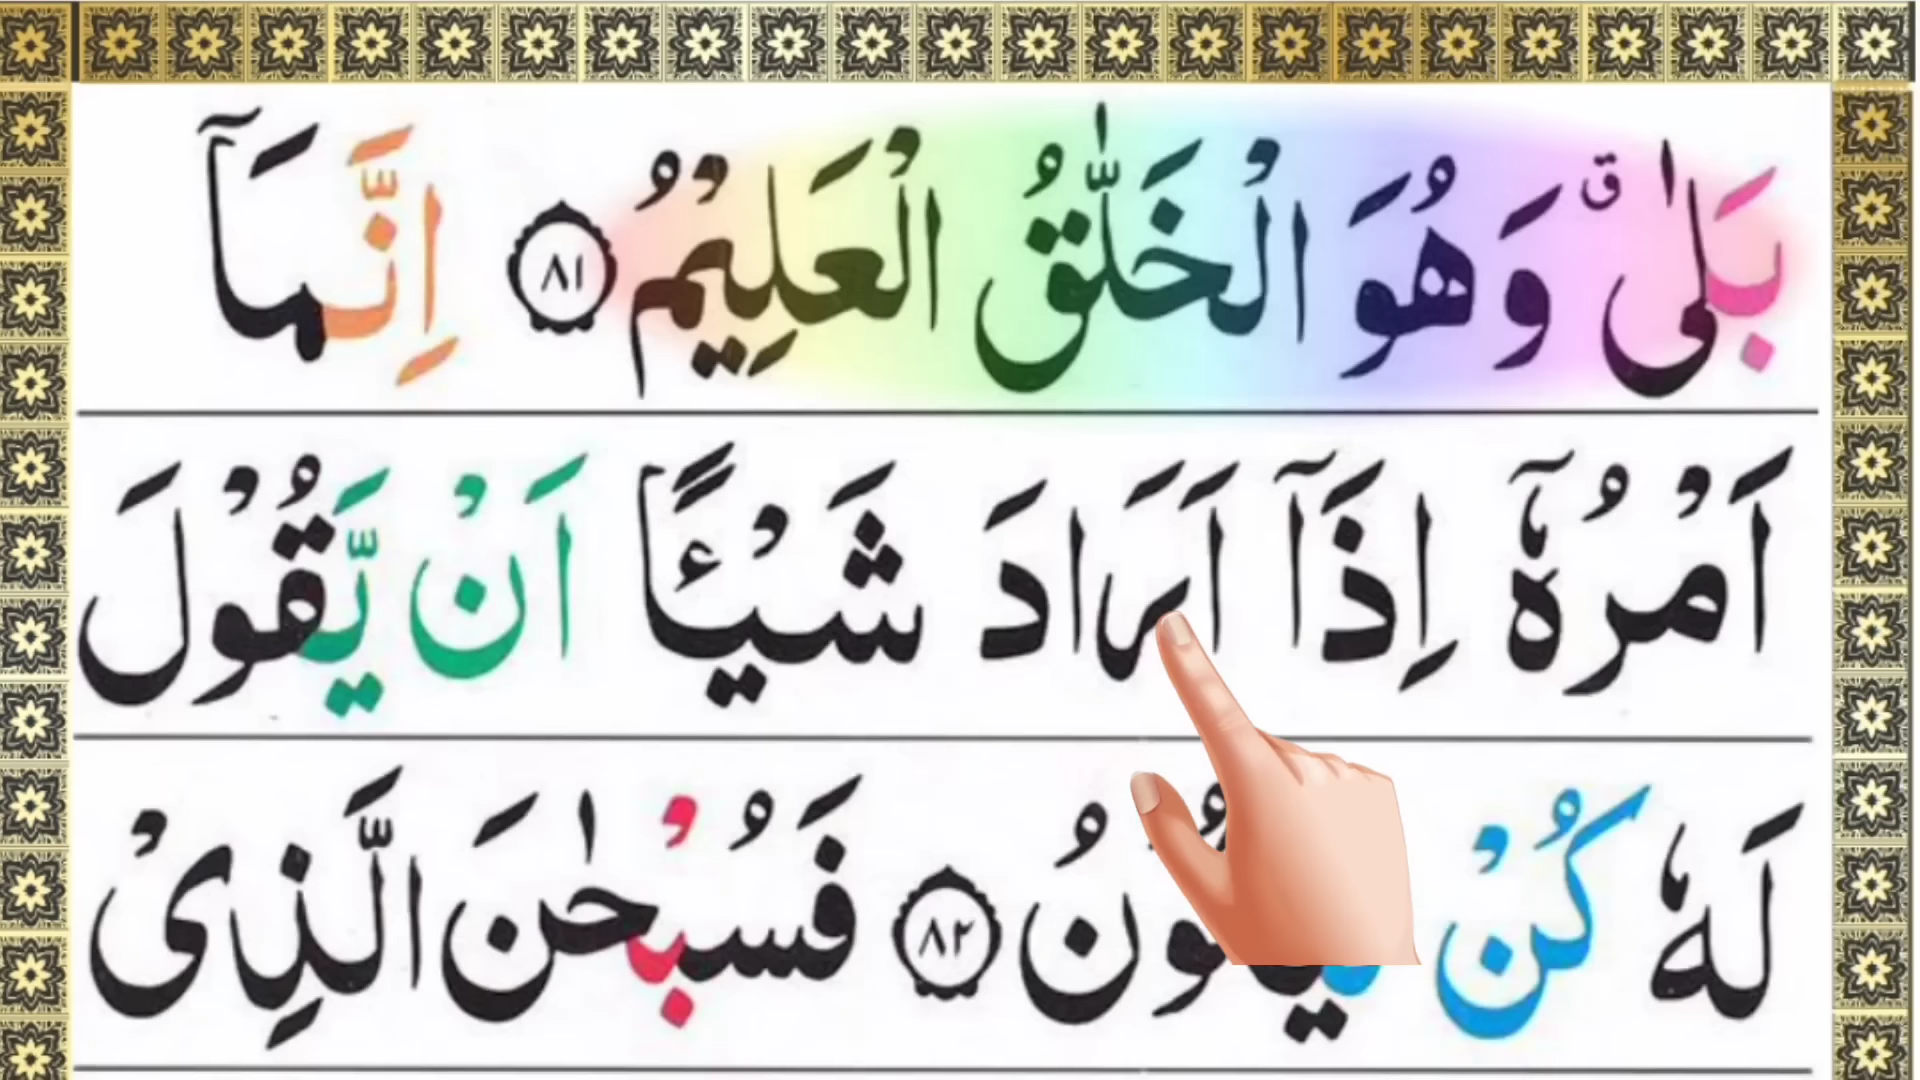 بَلٰى ۗ وَهُوَ الْخَلّٰقُ الْعَلِيْمُ ۝٨١ اِنَّمَآ
اَمْرُهٗٓ اِذَآ اَرَادَ شَيْـًٔا اَنْ يَّقُوْلَ
لَهٗ كُنْ ۝٨٢ فَسُبْحٰنَ الَّذِىْ